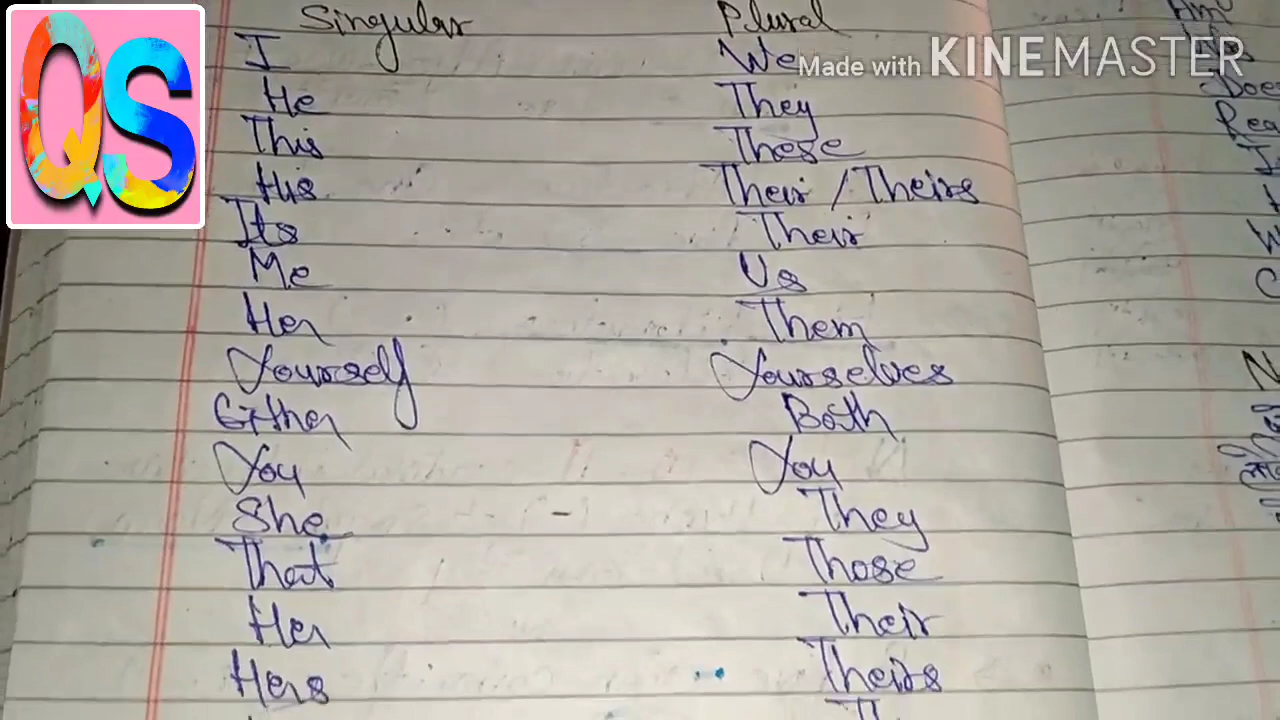 QS
Made with KINEMASTER
Singular Plural
I We
He They
This These
His Their / Theirs
Its Their
Me Us
Her Them
Yourself Yourselves
Either Both
You You
She They
That Those
Her Their
Hers Theirs